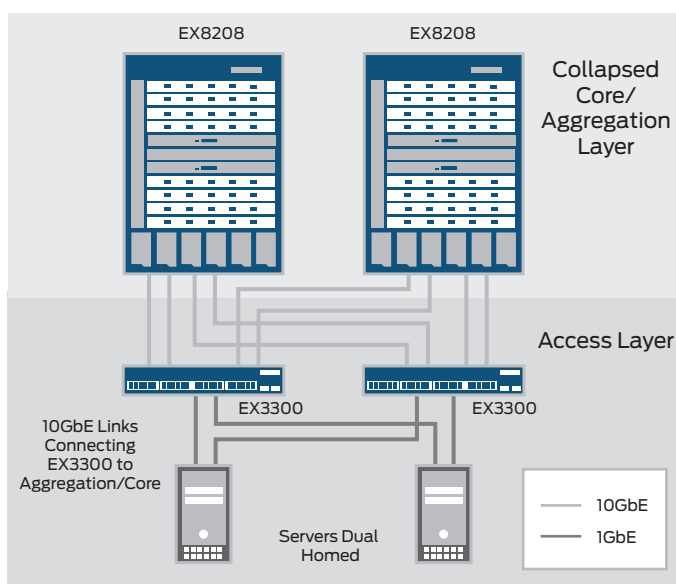 EX8208
EX8208
Collapsed
Core/
Aggregation
Layer
Access Layer
EX3300
EX3300
10GbE Links
Connecting
EX3300 to
Aggregation/Core
Servers Dual
Homed
10GbE
1GbE